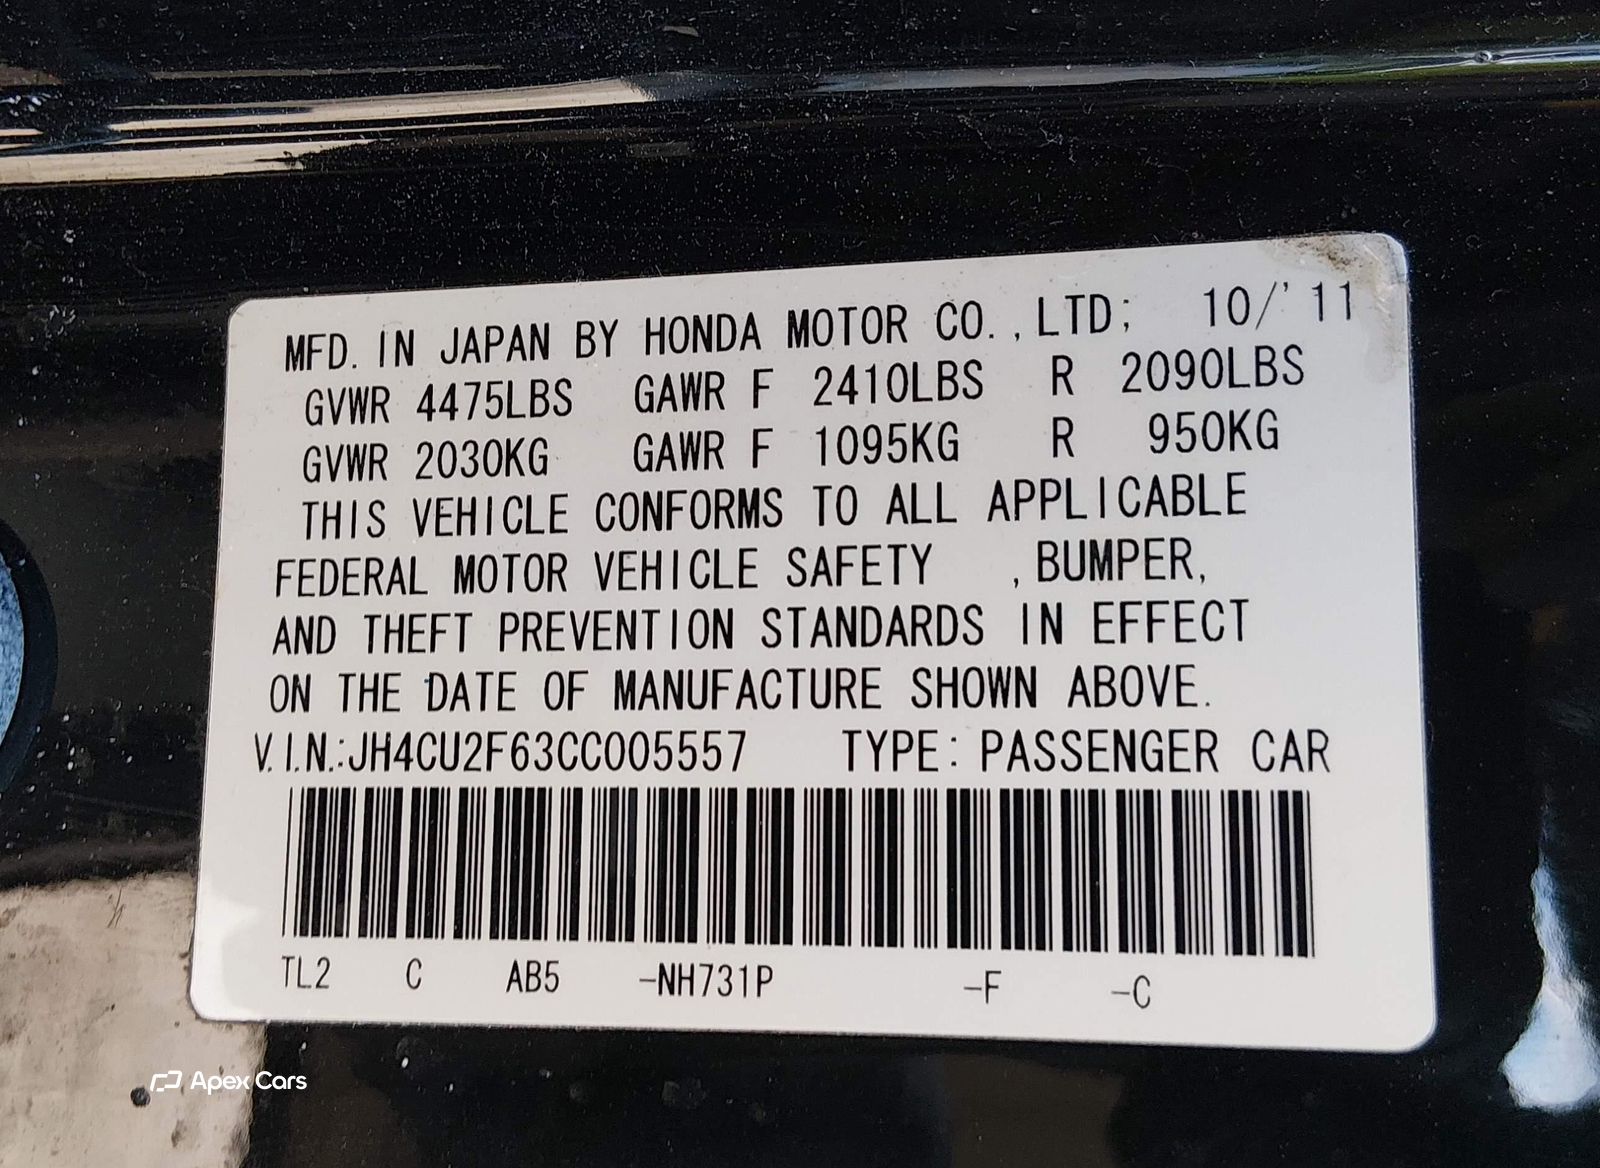 MFD. IN JAPAN BY HONDA MOTOR CO., LTD; 10/'11
GVWR 4475LBS GAWR F 2410LBS R 2090LBS
GVWR 2030KG GAWR F 1095KG R 950KG
THIS VEHICLE CONFORMS TO ALL APPLICABLE
FEDERAL MOTOR VEHICLE SAFETY , BUMPER,
AND THEFT PREVENTION STANDARDS IN EFFECT
ON THE DATE OF MANUFACTURE SHOWN ABOVE.
V.I.N.:JH4CU2F63CC005557 TYPE: PASSENGER CAR
TL2 C AB5 -NH731P -F -C
Apex Cars